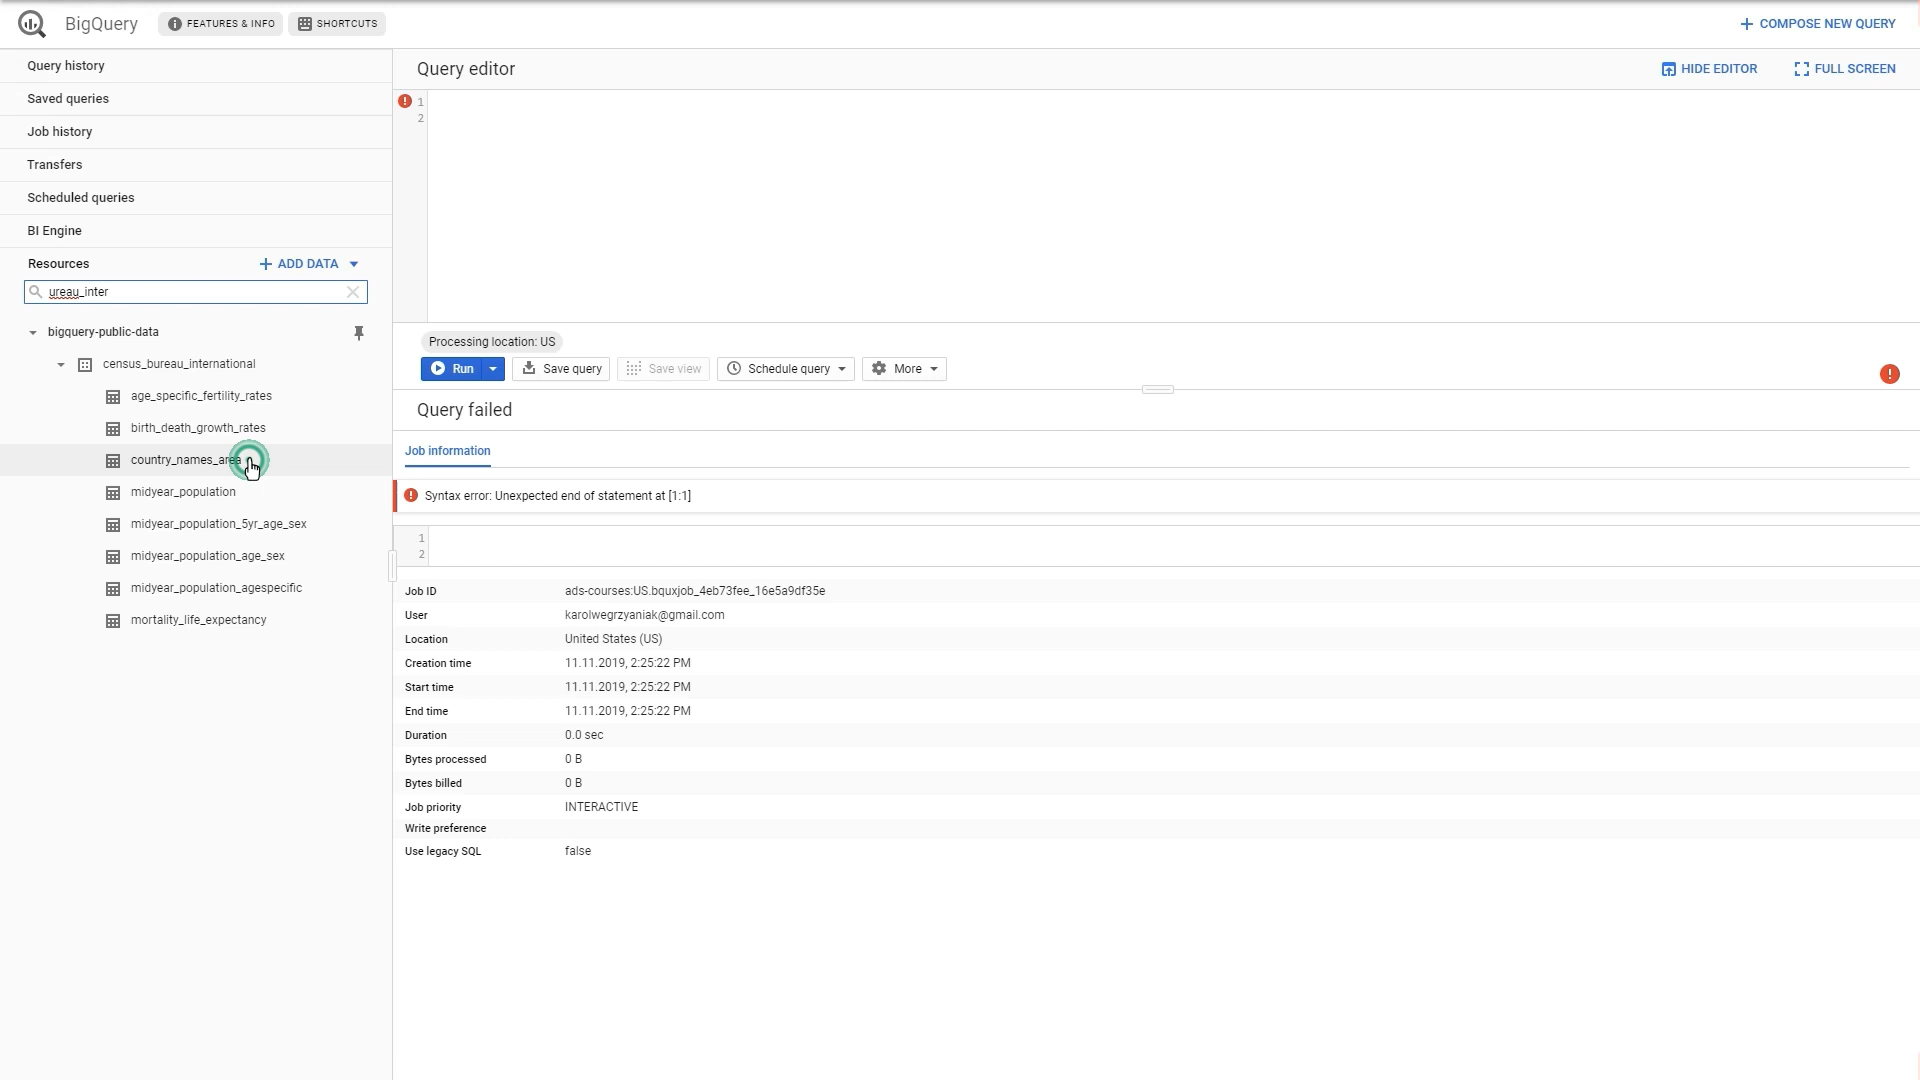 BigQuery
FEATURES & INFO
SHORTCUTS
COMPOSE NEW QUERY
Query history
Saved queries
Job history
Transfers
Scheduled queries
BI Engine
Resources
ADD DATA
ureau_inter
bigquery-public-data
census_bureau_international
age_specific_fertility_rates
birth_death_growth_rates
country_names_area
midyear_population
midyear_population_5yr_age_sex
midyear_population_age_sex
midyear_population_agespecific
mortality_life_expectancy
Query editor
HIDE EDITOR
FULL SCREEN
1
2
Processing location: US
Run
Save query
Save view
Schedule query
More
Query failed
Job information
Syntax error: Unexpected end of statement at [1:1]
1
2
Job ID ads-courses:US.bquxjob_4eb73fee_16e5a9df35e
User karolwegrzyaniak@gmail.com
Location United States (US)
Creation time 11.11.2019, 2:25:22 PM
Start time 11.11.2019, 2:25:22 PM
End time 11.11.2019, 2:25:22 PM
Duration 0.0 sec
Bytes processed 0 B
Bytes billed 0 B
Job priority INTERACTIVE
Write preference
Use legacy SQL false